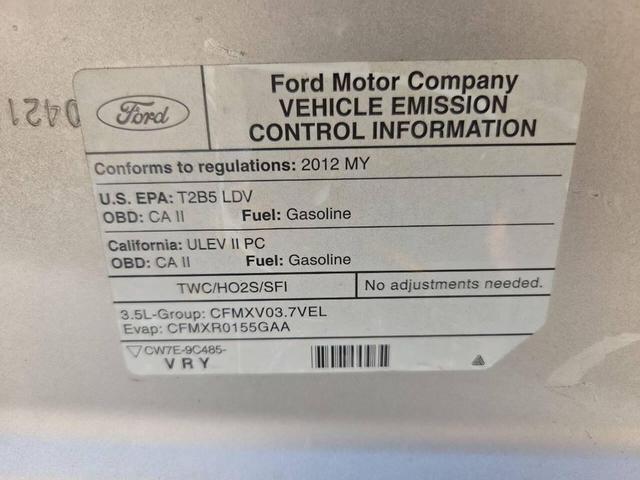 0421
Ford
Ford Motor Company
VEHICLE EMISSION
CONTROL INFORMATION
Conforms to regulations: 2012 MY
U.S. EPA: T2B5 LDV
OBD: CA II Fuel: Gasoline
California: ULEV II PC
OBD: CA II Fuel: Gasoline
TWC/HO2S/SFI No adjustments needed.
3.5L-Group: CFMXV03.7VEL
Evap: CFMXR0155GAA
CW7E-9C485-
VRY